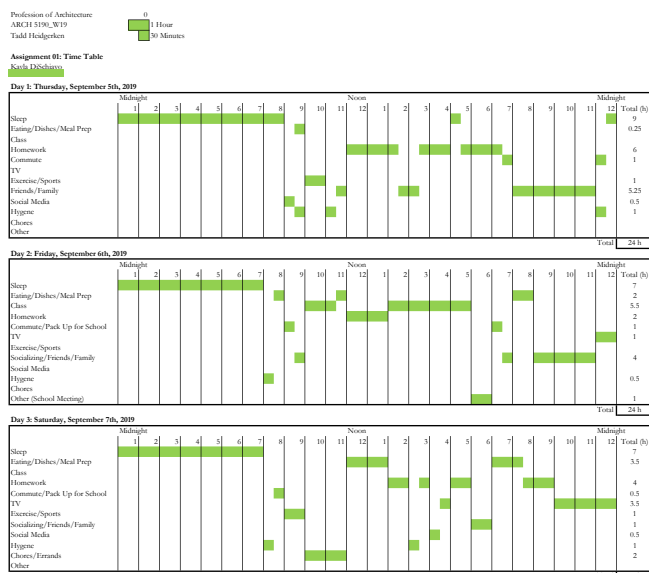 Profession of Architecture 0
ARCH 5190_W19 1 Hour
Tadd Heidgerken 30 Minutes
Assignment 01: Time Table
Kayla DiSchiavo
Day 1: Thursday, September 5th, 2019
Midnight Noon Midnight
1 2 3 4 5 6 7 8 9 10 11 12 1 2 3 4 5 6 7 8 9 10 11 12 Total (h)
Sleep 9
Eating/Dishes/Meal Prep 0.25
Class
Homework 6
Commute 1
TV
Exercise/Sports 1
Friends/Family 5.25
Social Media 0.5
Hygene 1
Chores
Other
Total 24 h
Day 2: Friday, September 6th, 2019
Midnight Noon Midnight
1 2 3 4 5 6 7 8 9 10 11 12 1 2 3 4 5 6 7 8 9 10 11 12 Total (h)
Sleep 7
Eating/Dishes/Meal Prep 2
Class 5.5
Homework 2
Commute/Pack Up for School 1
TV 1
Exercise/Sports
Socializing/Friends/Family 4
Social Media
Hygene 0.5
Chores
Other (School Meeting) 1
Total 24 h
Day 3: Saturday, September 7th, 2019
Midnight Noon Midnight
1 2 3 4 5 6 7 8 9 10 11 12 1 2 3 4 5 6 7 8 9 10 11 12 Total (h)
Sleep 7
Eating/Dishes/Meal Prep 3.5
Class
Homework 4
Commute/Pack Up for School 0.5
TV 3.5
Exercise/Sports 1
Socializing/Friends/Family 1
Social Media 0.5
Hygene 1
Chores/Errands 2
Other